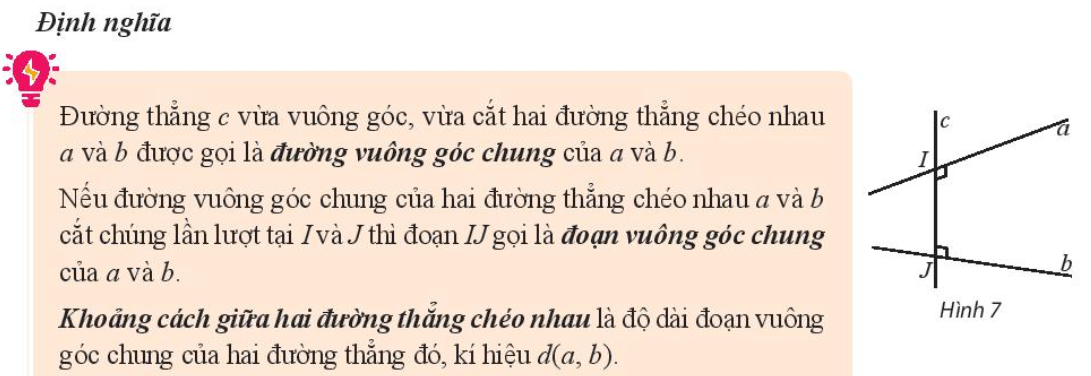 Định nghĩa
Đường thẳng c vừa vuông góc, vừa cắt hai đường thẳng chéo nhau
a và b được gọi là đường vuông góc chung của a và b.
Nếu đường vuông góc chung của hai đường thẳng chéo nhau a và b
cắt chúng lần lượt tại I và J thì đoạn IJ gọi là đoạn vuông góc chung
của a và b.
Khoảng cách giữa hai đường thẳng chéo nhau là độ dài đoạn vuông
góc chung của hai đường thẳng đó, kí hiệu d(a, b).
c
a
I
J
b
Hình 7